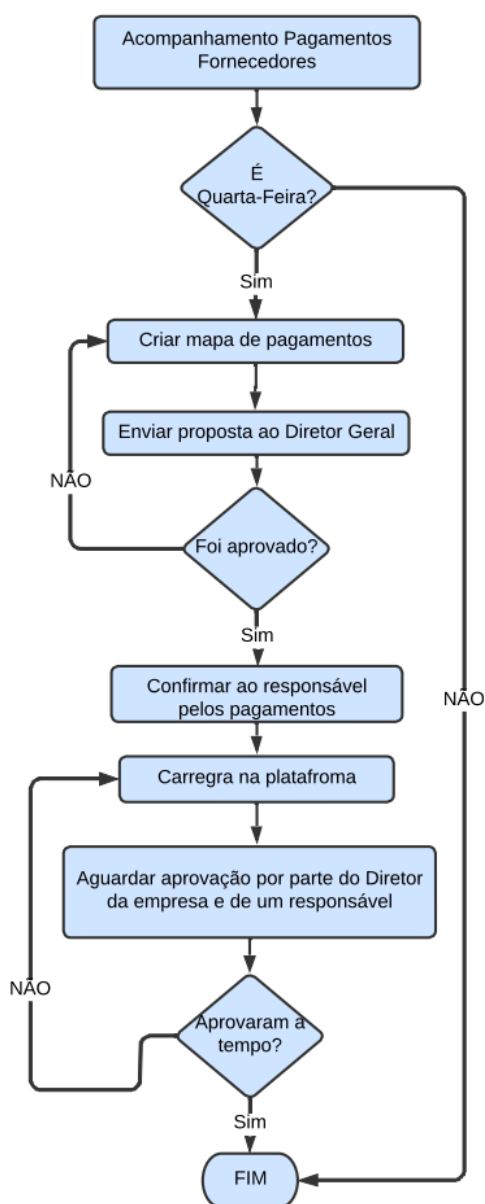 Acompanhamento Pagamentos
Fornecedores
É
Quarta-Feira?
Sim
Criar mapa de pagamentos
Enviar proposta ao Diretor Geral
NÃO
Foi aprovado?
Sim
Confirmar ao responsável
pelos pagamentos
NÃO
Carregra na platafroma
Aguardar aprovação por parte do Diretor
da empresa e de um responsável
NÃO
Aprovaram a
tempo?
Sim
FIM